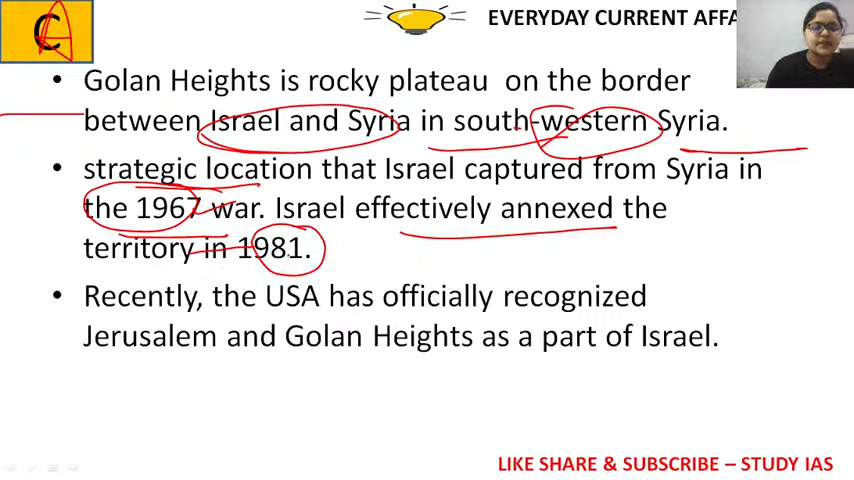 CA
EVERYDAY CURRENT AFFA
• Golan Heights is rocky plateau on the border
between Israel and Syria in south-western Syria.
• strategic location that Israel captured from Syria in
the 1967 war. Israel effectively annexed the
territory in 1981.
• Recently, the USA has officially recognized
Jerusalem and Golan Heights as a part of Israel.
LIKE SHARE & SUBSCRIBE – STUDY IAS